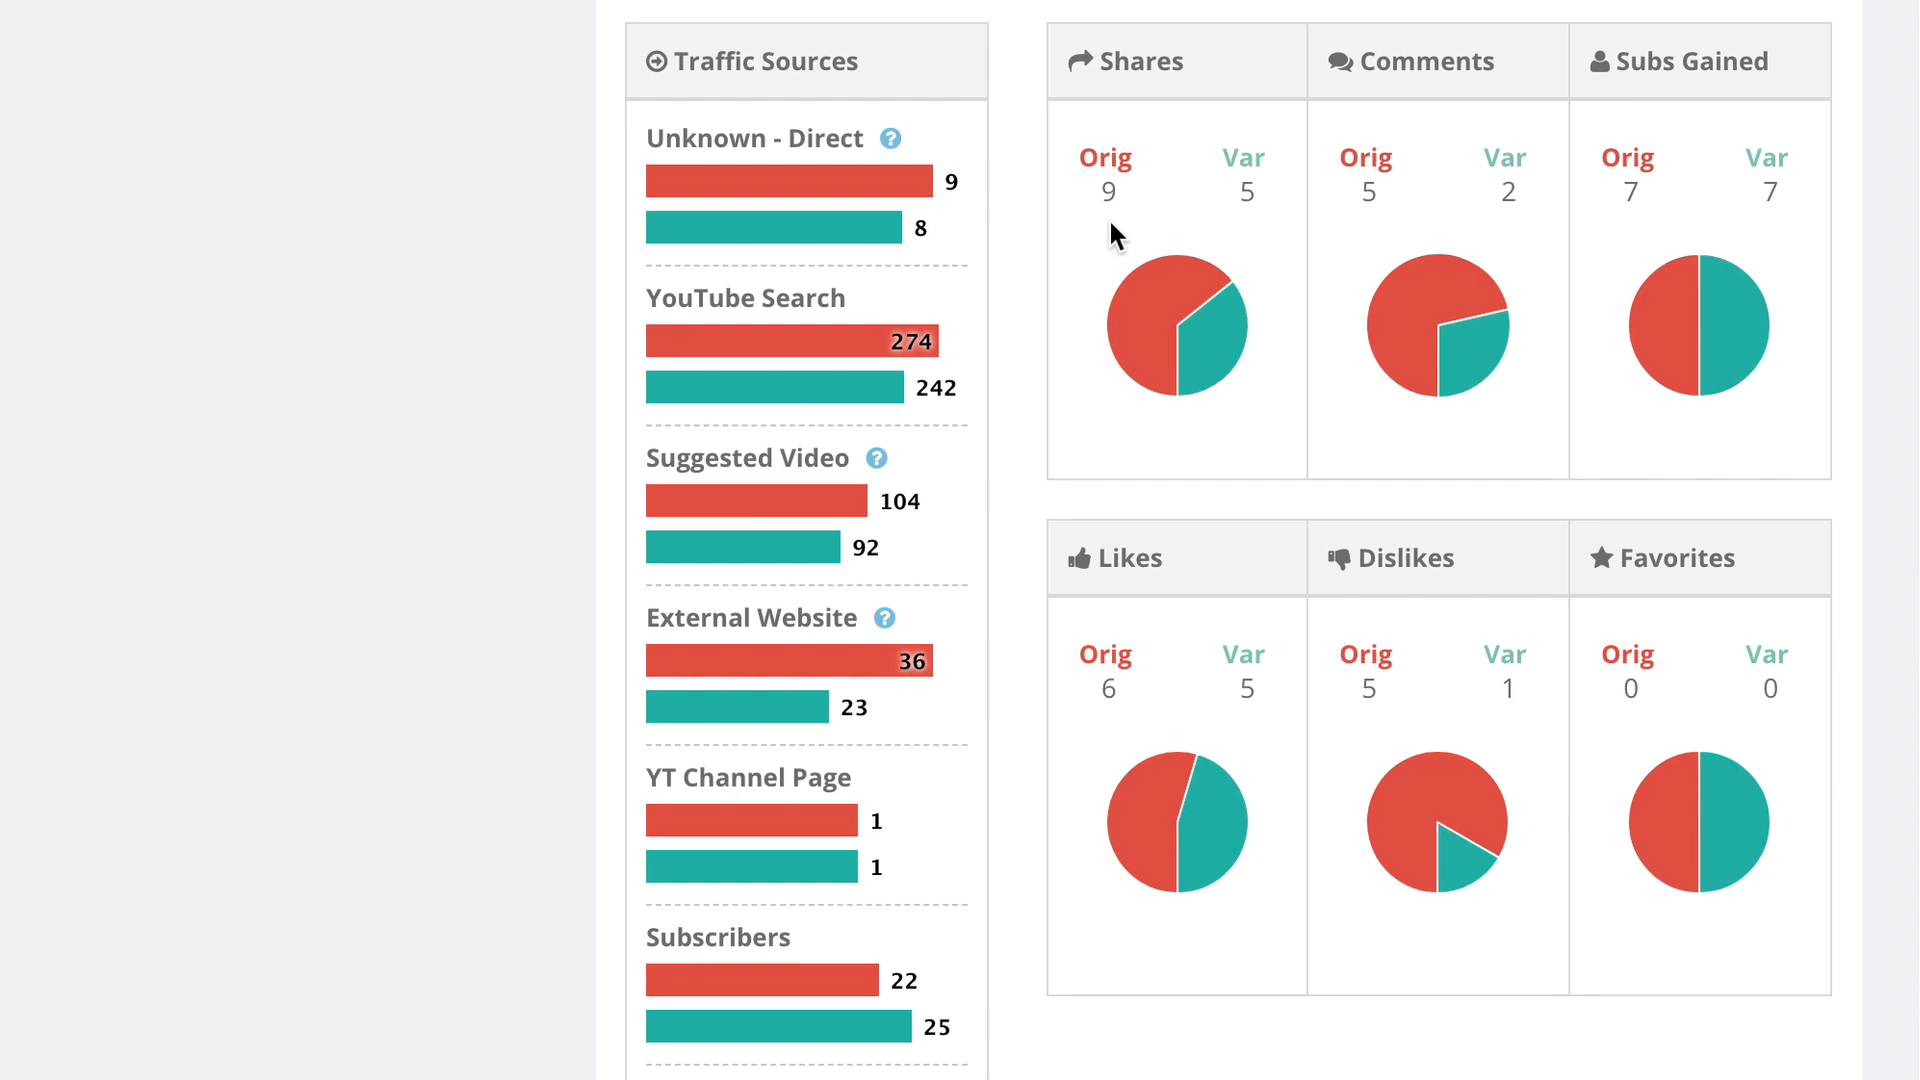 Traffic Sources
Unknown - Direct
9
8
YouTube Search
274
242
Suggested Video
104
92
External Website
36
23
YT Channel Page
1
1
Subscribers
22
25
Shares Comments Subs Gained
Orig Var Orig Var Orig Var
9 5 5 2 7 7
Likes Dislikes Favorites
Orig Var Orig Var Orig Var
6 5 5 1 0 0